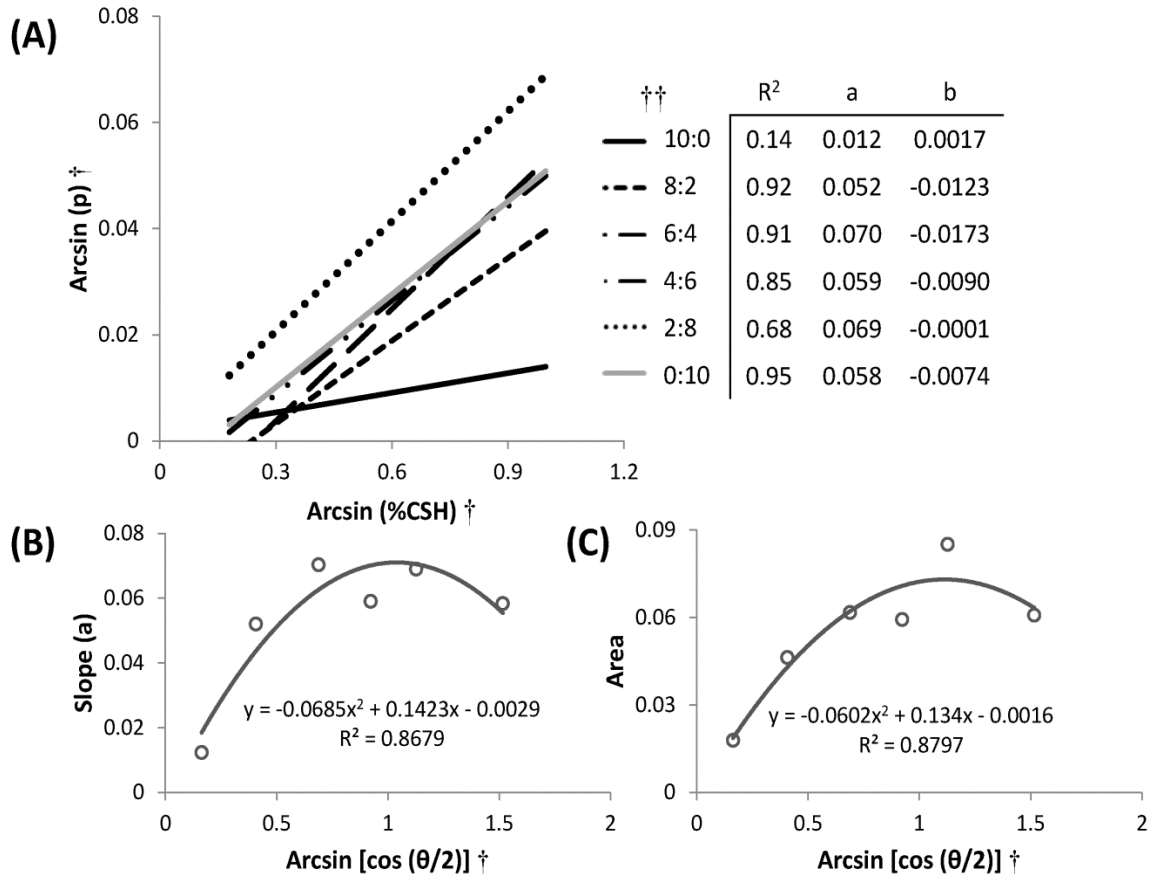 (A)
0.08
0.06
0.04
0.02
0
Arcsin (p) †
0 0.3 0.6 0.9 1.2
Arcsin (%CSH) †
†† R² a b
10:0 0.14 0.012 0.0017
8:2 0.92 0.052 -0.0123
6:4 0.91 0.070 -0.0173
4:6 0.85 0.059 -0.0090
2:8 0.68 0.069 -0.0001
0:10 0.95 0.058 -0.0074
(B)
0.08
0.06
0.04
0.02
0
Slope (a)
y = -0.0685x² + 0.1423x - 0.0029
R² = 0.8679
0 0.5 1 1.5 2
Arcsin [cos (θ/2)] †
(C)
0.09
0.06
0.03
0
Area
y = -0.0602x² + 0.134x - 0.0016
R² = 0.8797
0 0.5 1 1.5 2
Arcsin [cos (θ/2)] †